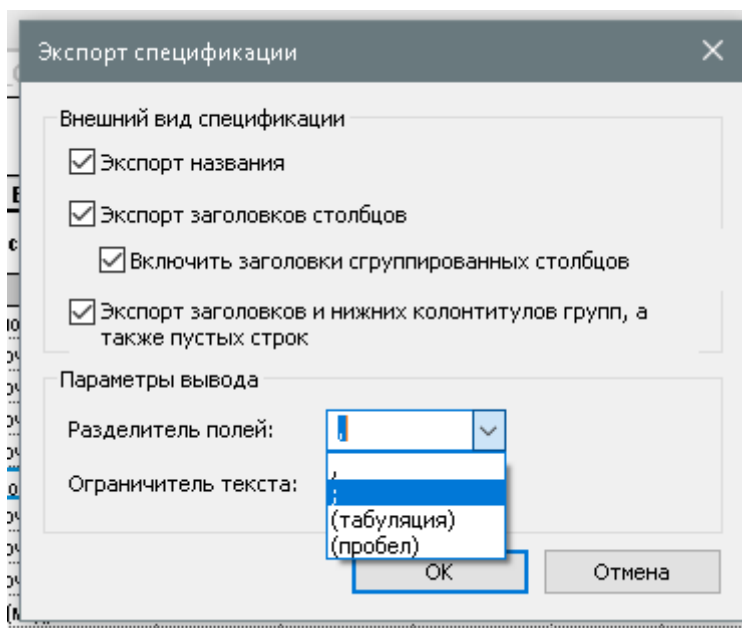 Экспорт спецификации
Внешний вид спецификации
Экспорт названия
Экспорт заголовков столбцов
Включить заголовки сгруппированных столбцов
Экспорт заголовков и нижних колонтитулов групп, а
также пустых строк
Параметры вывода
Разделитель полей:
,
,
;
(табуляция)
(пробел)
Ограничитель текста:
OK
Отмена